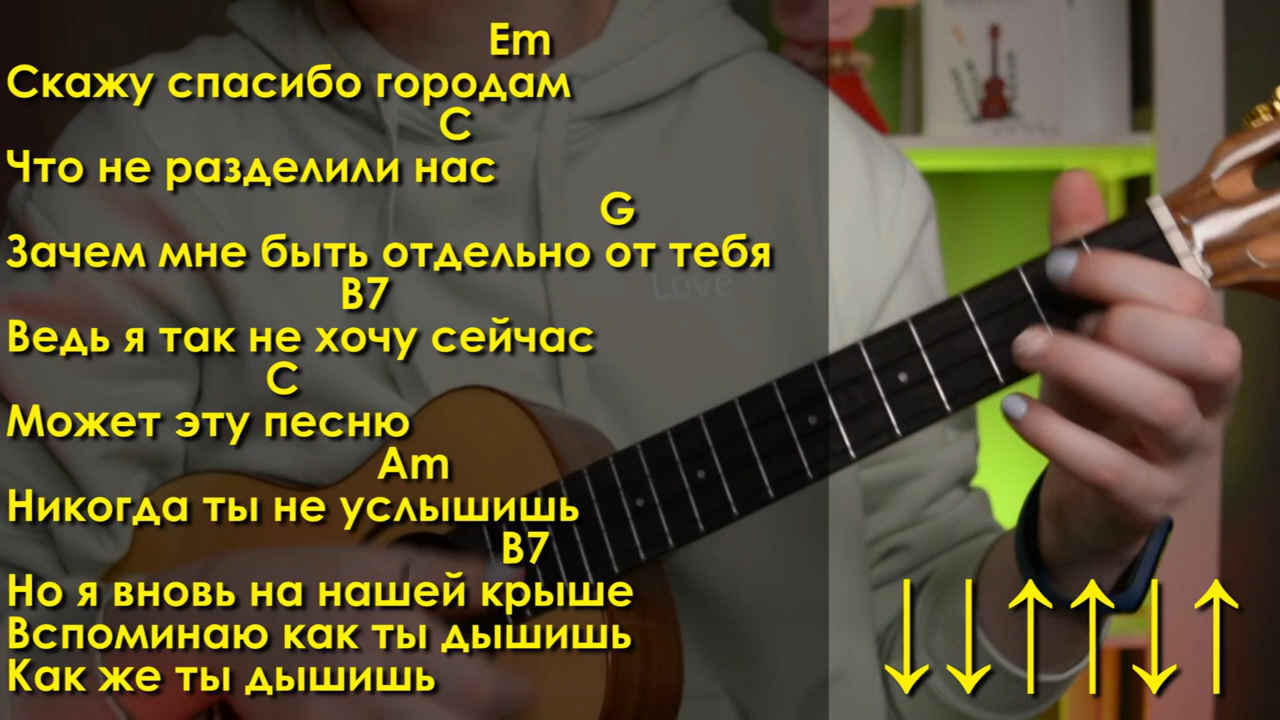 Em
Скажу спасибо городам
C
Что не разделили нас
G
Зачем мне быть отдельно от тебя
B7
Ведь я так не хочу сейчас
C
Может эту песню
Am
Никогда ты не услышишь
B7
Но я вновь на нашей крыше
Вспоминаю как ты дышишь
Как же ты дышишь
Love
↓↓↑↑↓↑